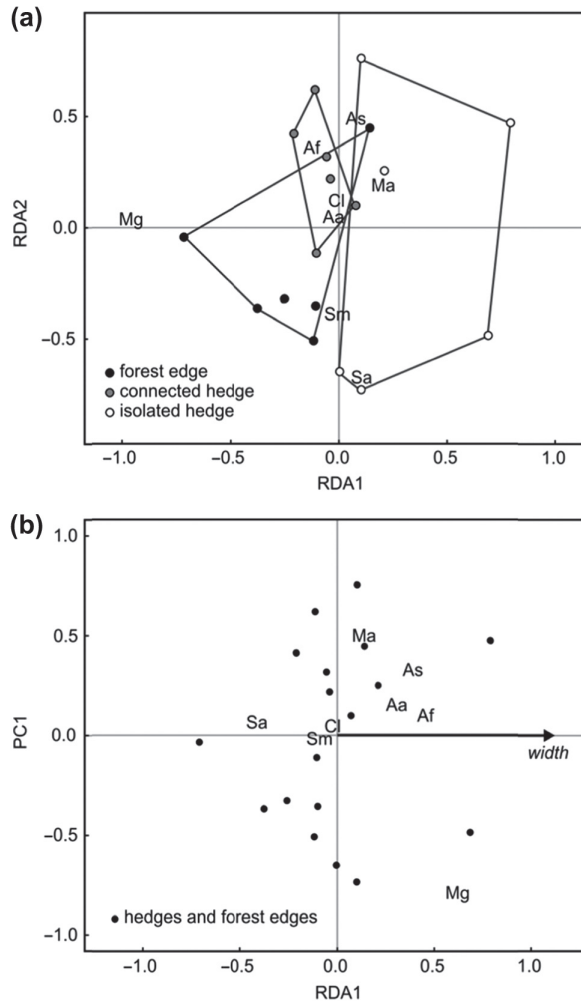 (a)
0.5
0.0
−0.5
RDA2
As
Af
Ma
Cl
Aa
Mg
Sm
Sa
forest edge
connected hedge
isolated hedge
−1.0 −0.5 0.0 0.5 1.0
RDA1
(b)
1.0
0.5
0.0
−0.5
−1.0
PC1
Ma
As
Aa
Af
Sa
Cl
Sm
width
Mg
hedges and forest edges
−1.0 −0.5 0.0 0.5 1.0
RDA1